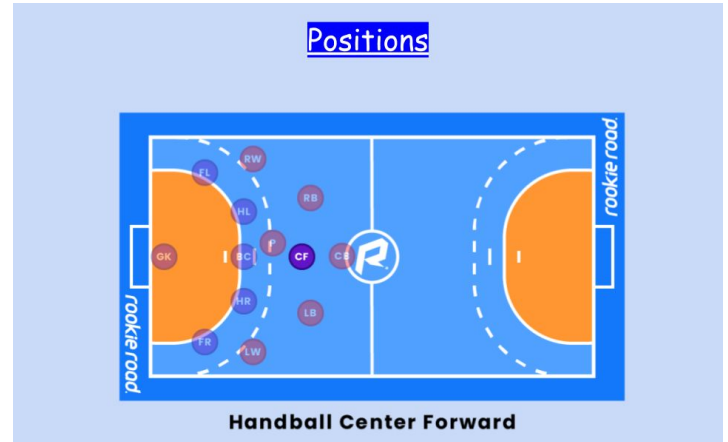 Positions
rookie road.
RW
FL
RB
HL
P
GK
BC
CF
CB
R
HR
LB
FR
LW
rookie road.
Handball Center Forward